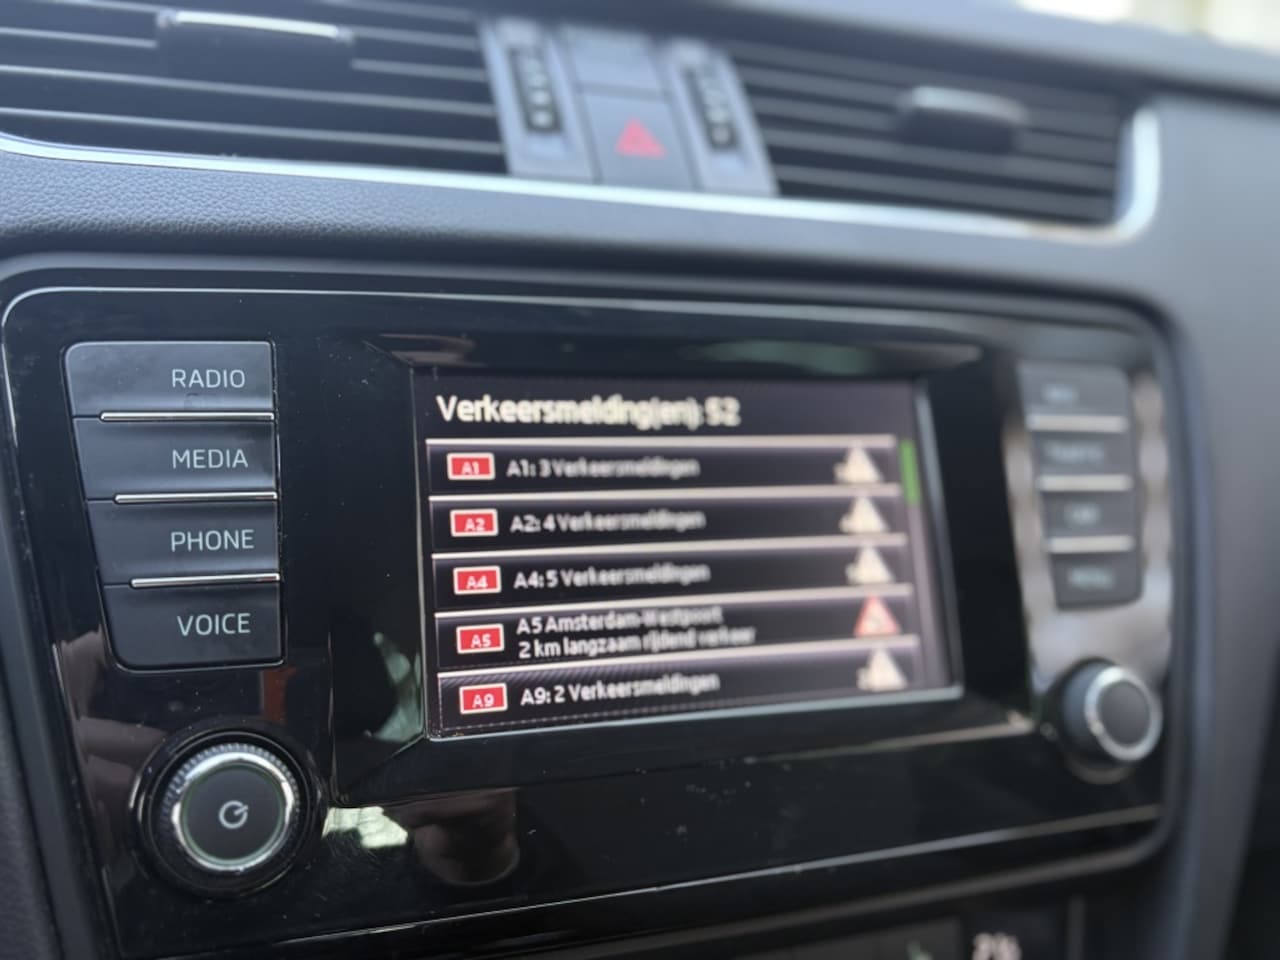 RADIO
MEDIA
PHONE
VOICE
Verkeersmelding(en): 52
A1 A1: 3 Verkeersmeldingen
A2 A2: 4 Verkeersmeldingen
A4 A4: 5 Verkeersmeldingen
A5 A5 Amsterdam-Westpoort
2 km langzaam rijdend verkeer
A9 A9: 2 Verkeersmeldingen
MENU